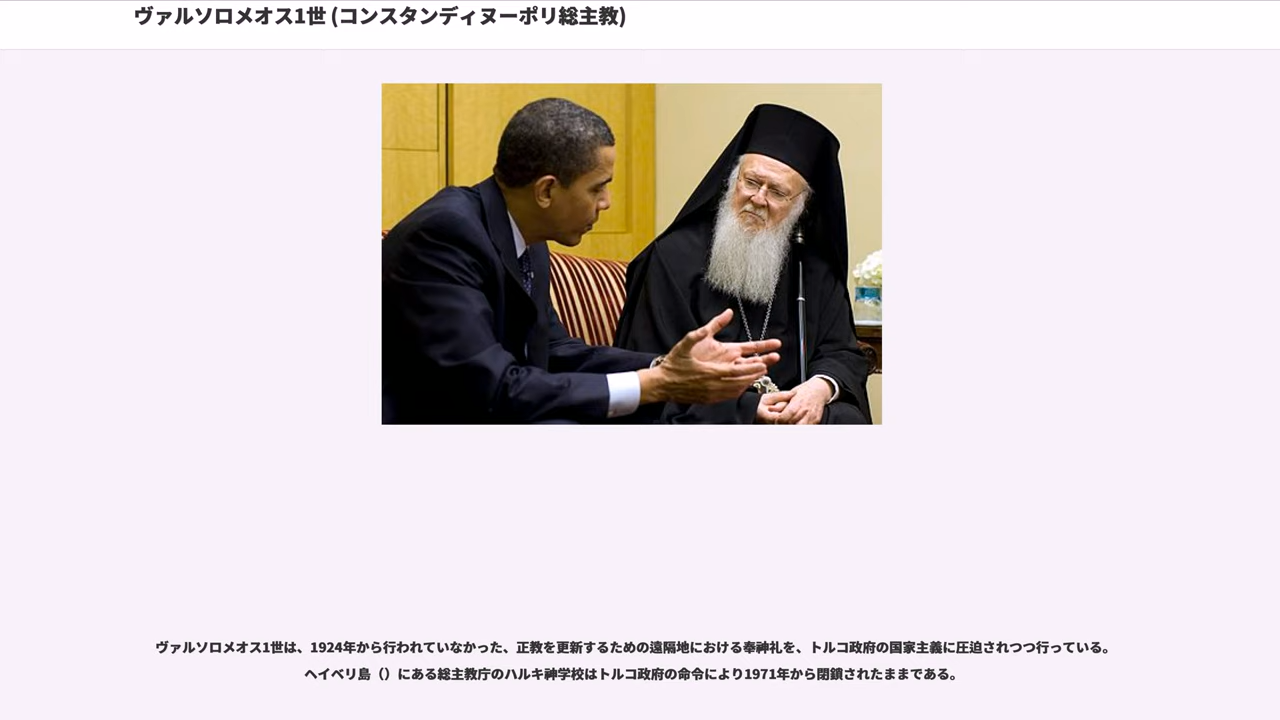 ヴァルソロメオス1世 (コンスタンディヌーポリ総主教)
ヴァルソロメオス1世は、1924年から行われていなかった、正教を更新するための遠隔地における奉神礼を、トルコ政府の国家主義に圧迫されつつ行っている。
ヘイベリ島（）にある総主教庁のハルキ神学校はトルコ政府の命令により1971年から閉鎖されたままである。